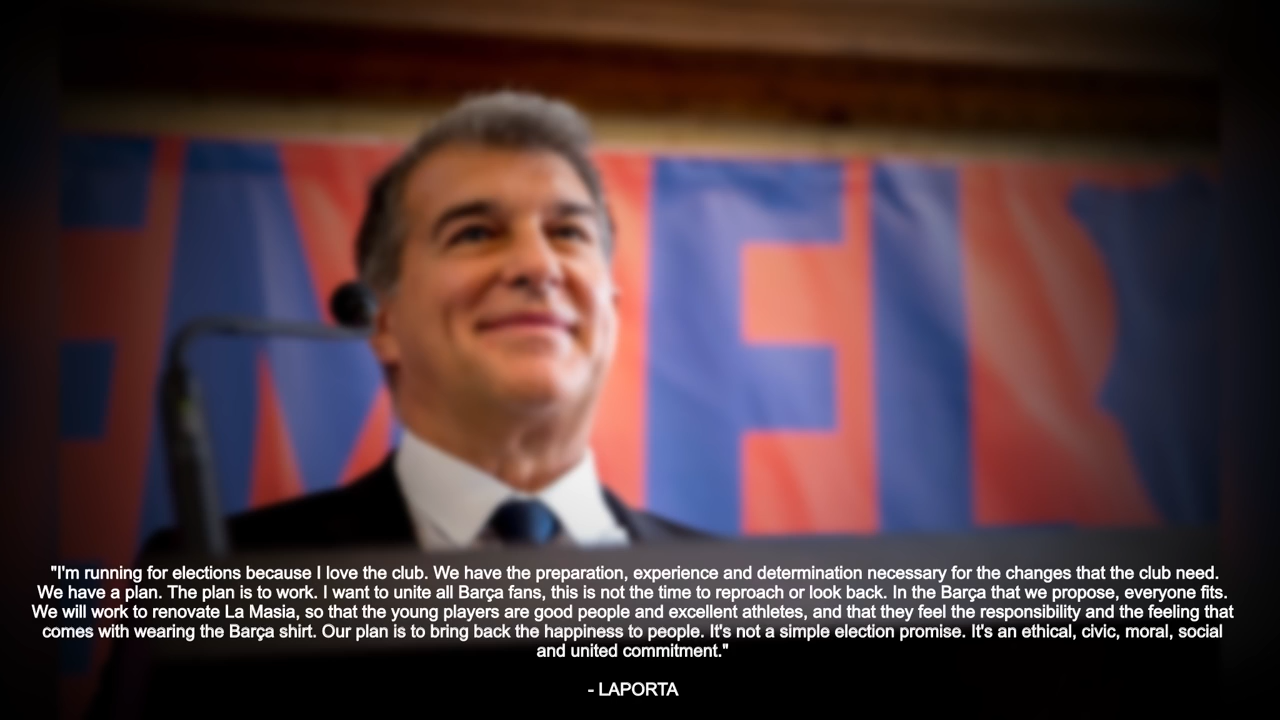 "I'm running for elections because I love the club. We have the preparation, experience and determination necessary for the changes that the club need.
We have a plan. The plan is to work. I want to unite all Barça fans, this is not the time to reproach or look back. In the Barça that we propose, everyone fits.
We will work to renovate La Masia, so that the young players are good people and excellent athletes, and that they feel the responsibility and the feeling that
comes with wearing the Barça shirt. Our plan is to bring back the happiness to people. It's not a simple election promise. It's an ethical, civic, moral, social
and united commitment."
- LAPORTA